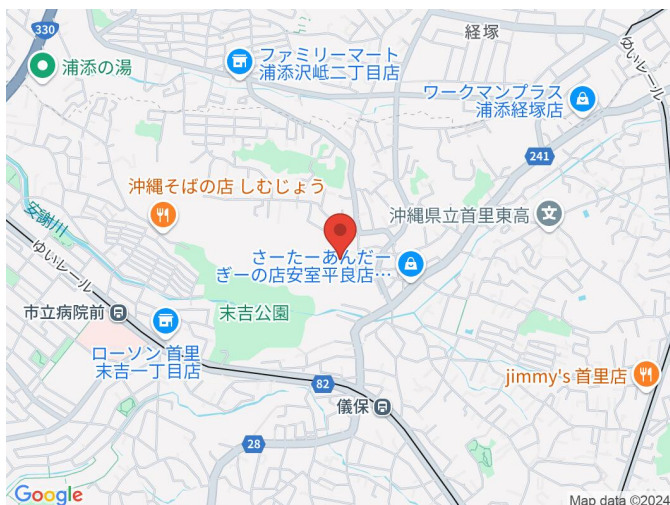 330
浦添の湯
ファミリーマート
浦添沢岻二丁目店
経塚
ゆいレール
ワークマンプラス
浦添経塚店
241
沖縄そばの店 しむじょう
沖縄県立首里東高
安謝川
ゆいレール
さーたーあんだー
ぎーの店安室平良店…
末吉公園
市立病院前
ローソン 首里
末吉一丁目店
82
儀保
jimmy's 首里店
28
Google
Map data ©2024